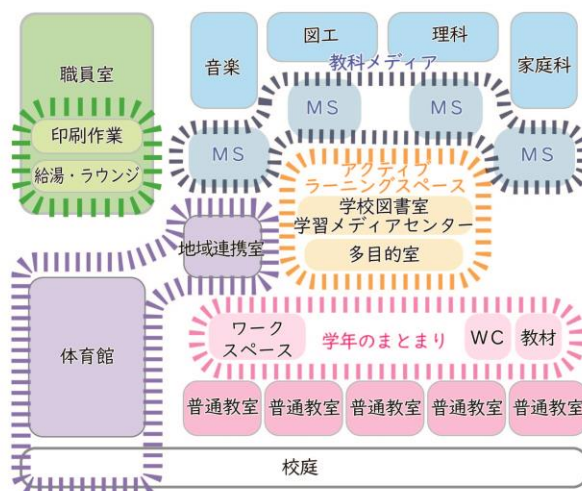 職員室
印刷作業
給湯・ラウンジ
音楽
図工
理科
家庭科
教科メディア
MS
MS
MS
MS
アクティブ
ラーニングスペース
学校図書室
学習メディアセンター
多目的室
地域連携室
体育館
ワーク
スペース
学年のまとまり
WC
教材
普通教室
普通教室
普通教室
普通教室
普通教室
校庭